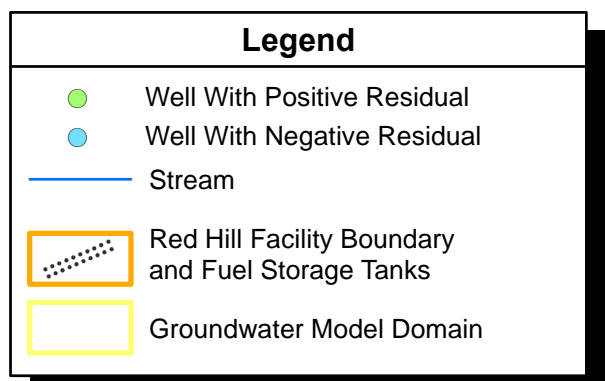 Legend
Well With Positive Residual
Well With Negative Residual
Stream
Red Hill Facility Boundary
and Fuel Storage Tanks
Groundwater Model Domain